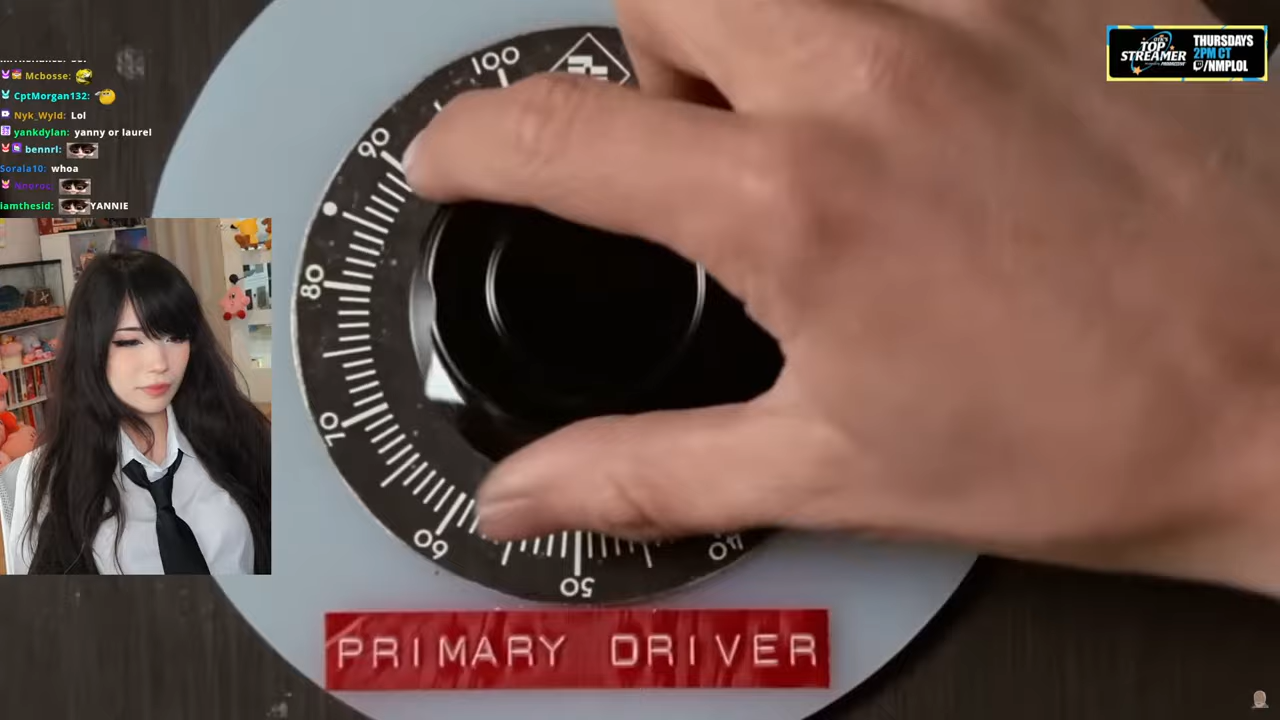 Mcbosse:
CptMorgan132:
Nyk_Wyld: Lol
yankdylan: yanny or laurel
bennrl:
Sorala10: whoa
Nnoroc:
iamthesid: YANNIE
TOP
STREAMER
THURSDAYS
2PM CT
/NMPLOL
100
90
80
70
60
50
40
PRIMARY DRIVER